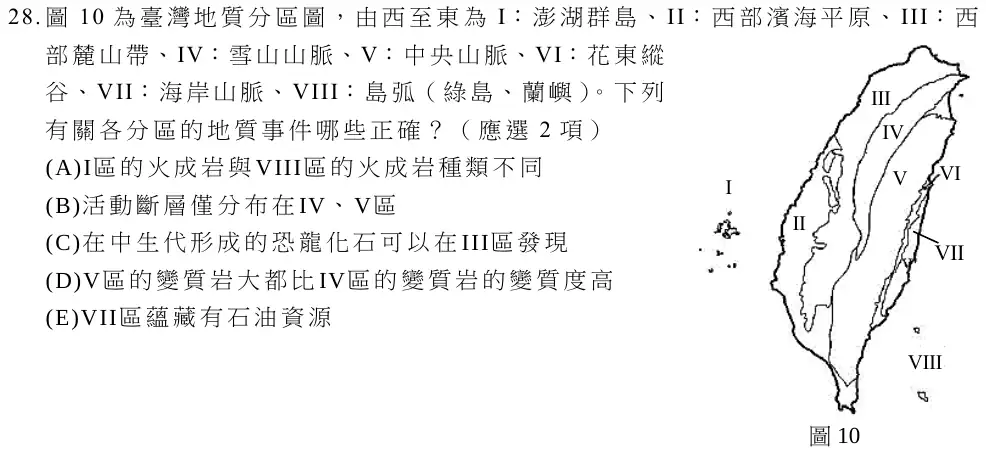 28.圖 10 為臺灣地質分區圖，由西至東為 I：澎湖群島、II：西部濱海平原、III：西
部麓山帶、IV：雪山山脈、V：中央山脈、VI：花東縱
谷、VII：海岸山脈、VIII：島弧（綠島、蘭嶼）。下列
有關各分區的地質事件哪些正確？（應選 2 項）
(A)I區的火成岩與VIII區的火成岩種類不同
(B)活動斷層僅分布在IV、V區
(C)在中生代形成的恐龍化石可以在III區發現
(D)V區的變質岩大都比IV區的變質岩的變質度高
(E)VII區蘊藏有石油資源
III
IV
V
VI
I
II
VII
VIII
圖 10